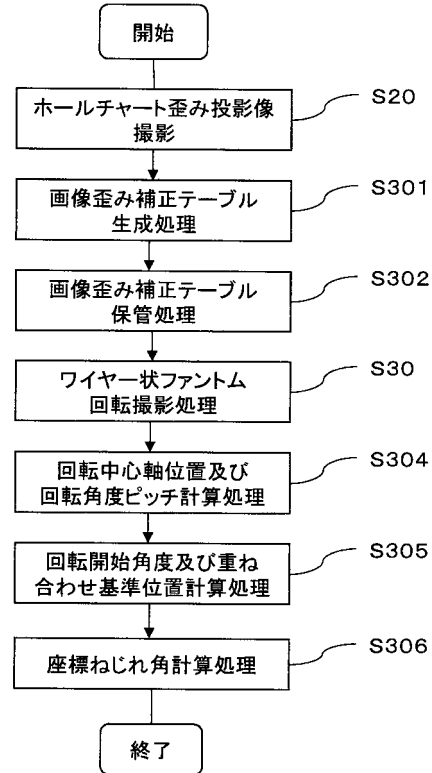 開始
ホールチャート歪み投影像
撮影
S20
画像歪み補正テーブル
生成処理
S301
画像歪み補正テーブル
保管処理
S302
ワイヤー状ファントム
回転撮影処理
S30
回転中心軸位置及び
回転角度ピッチ計算処理
S304
回転開始角度及び重ね
合わせ基準位置計算処理
S305
座標ねじれ角計算処理
S306
終了